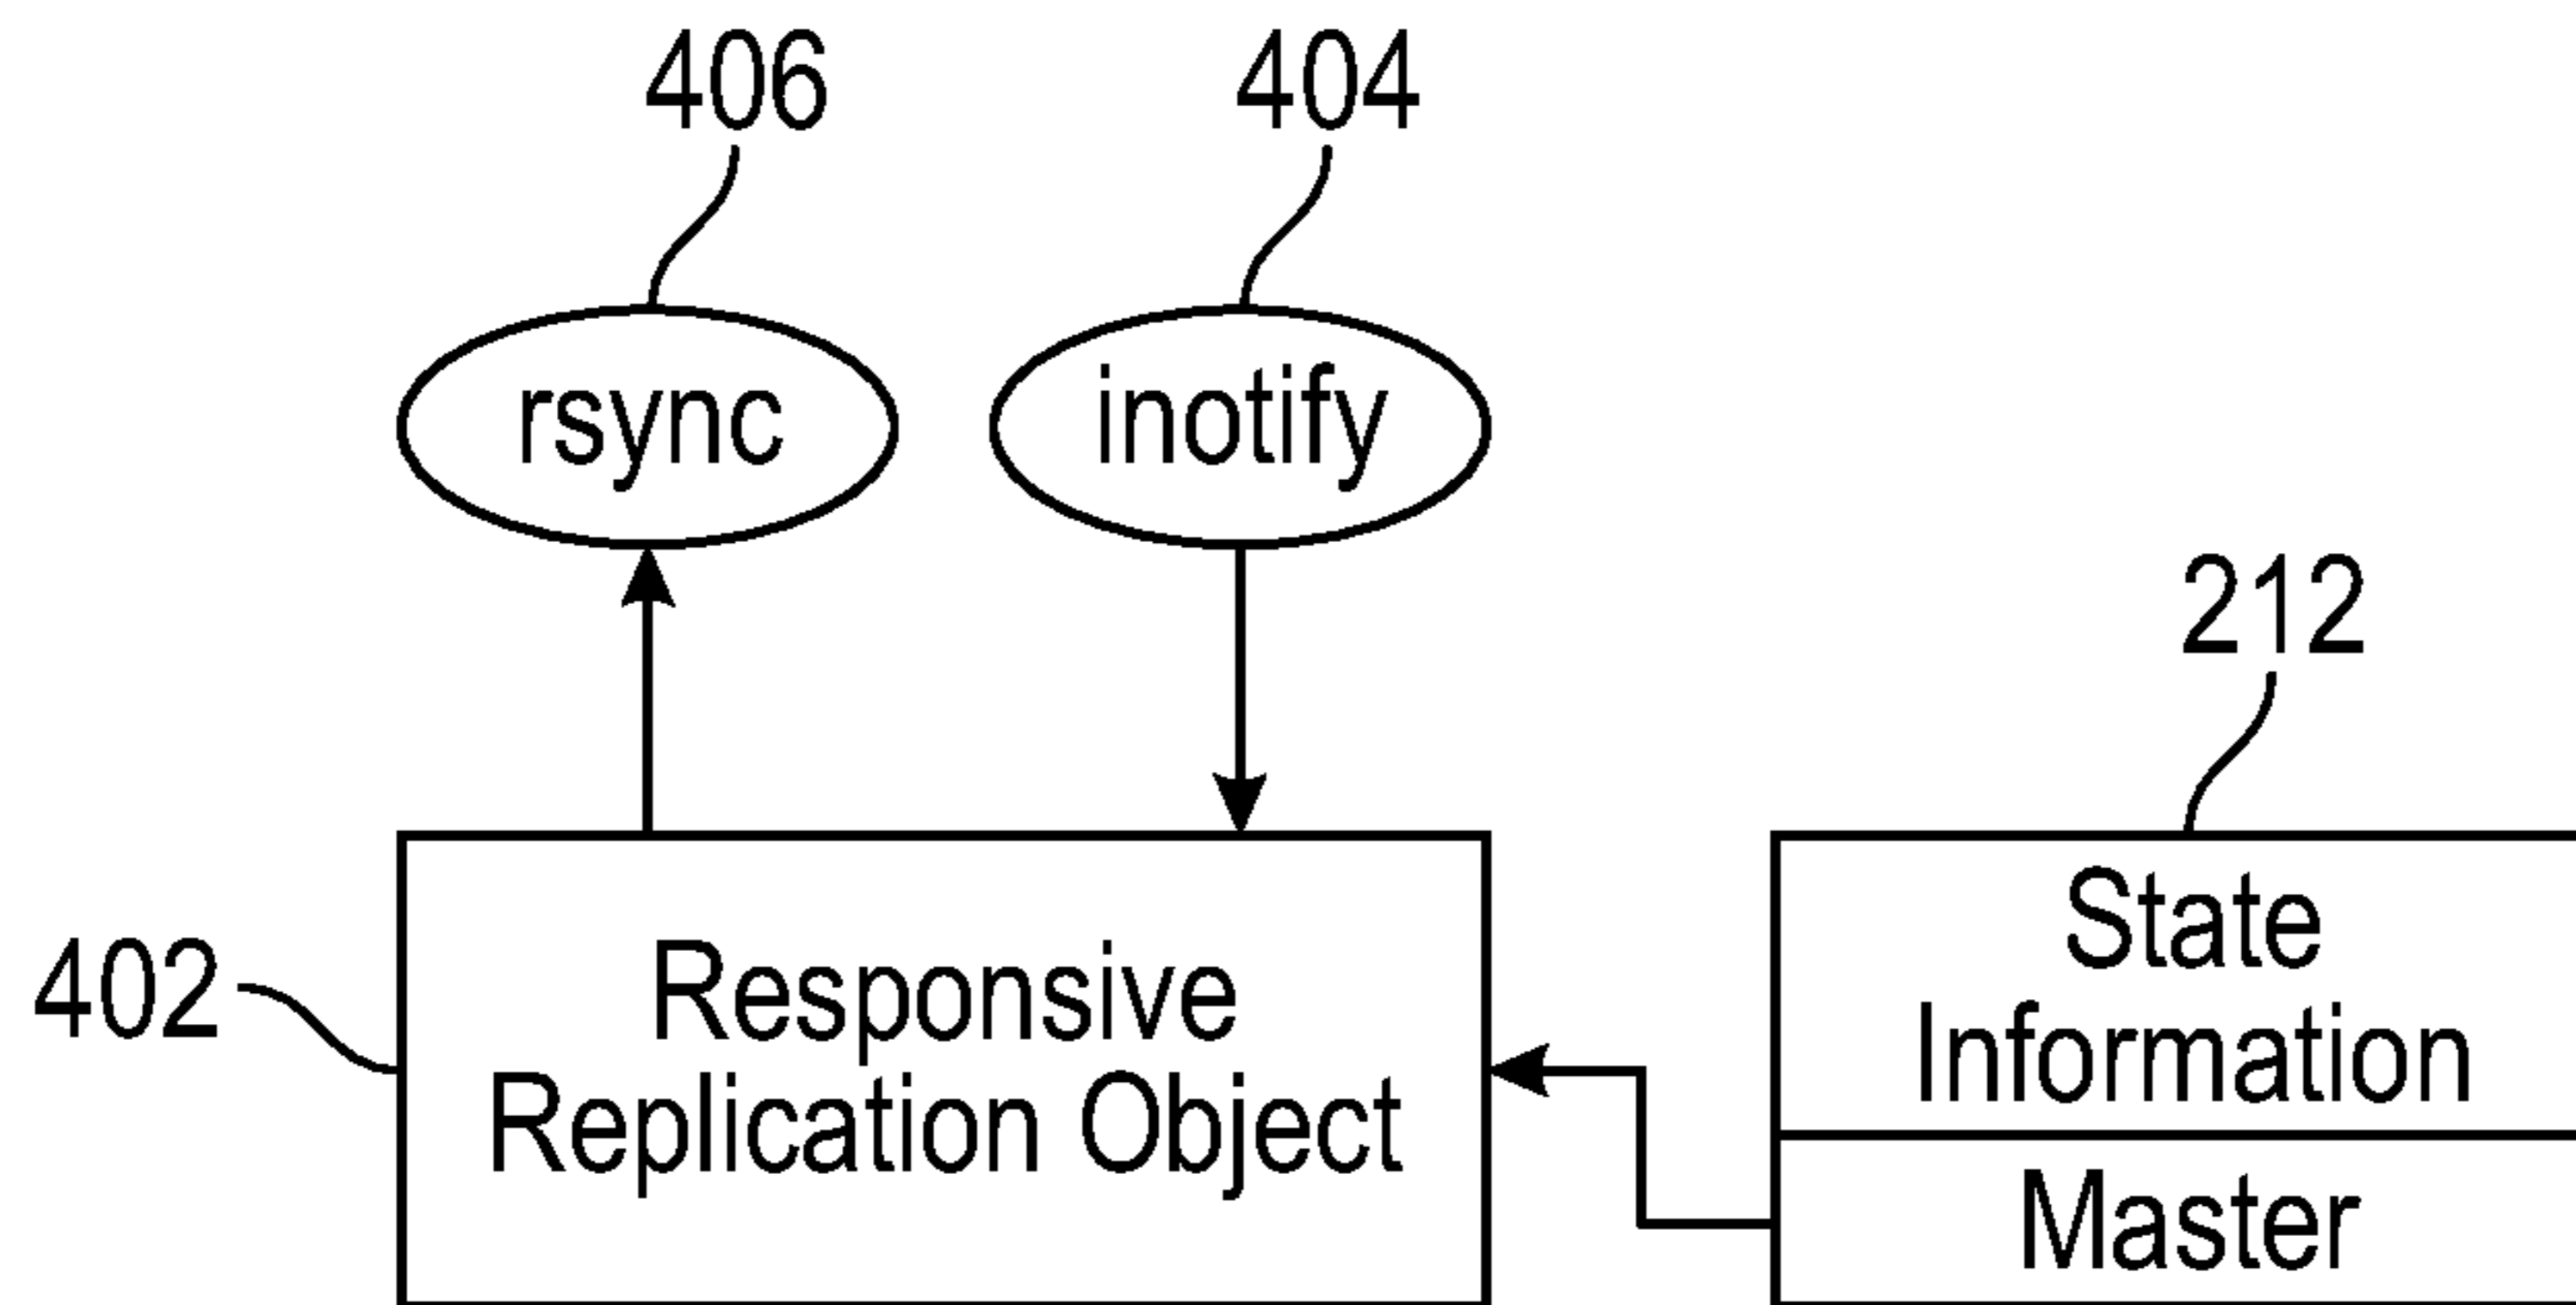 406
404
rsync
inotify
212
402
Responsive
Replication Object
State
Information
Master